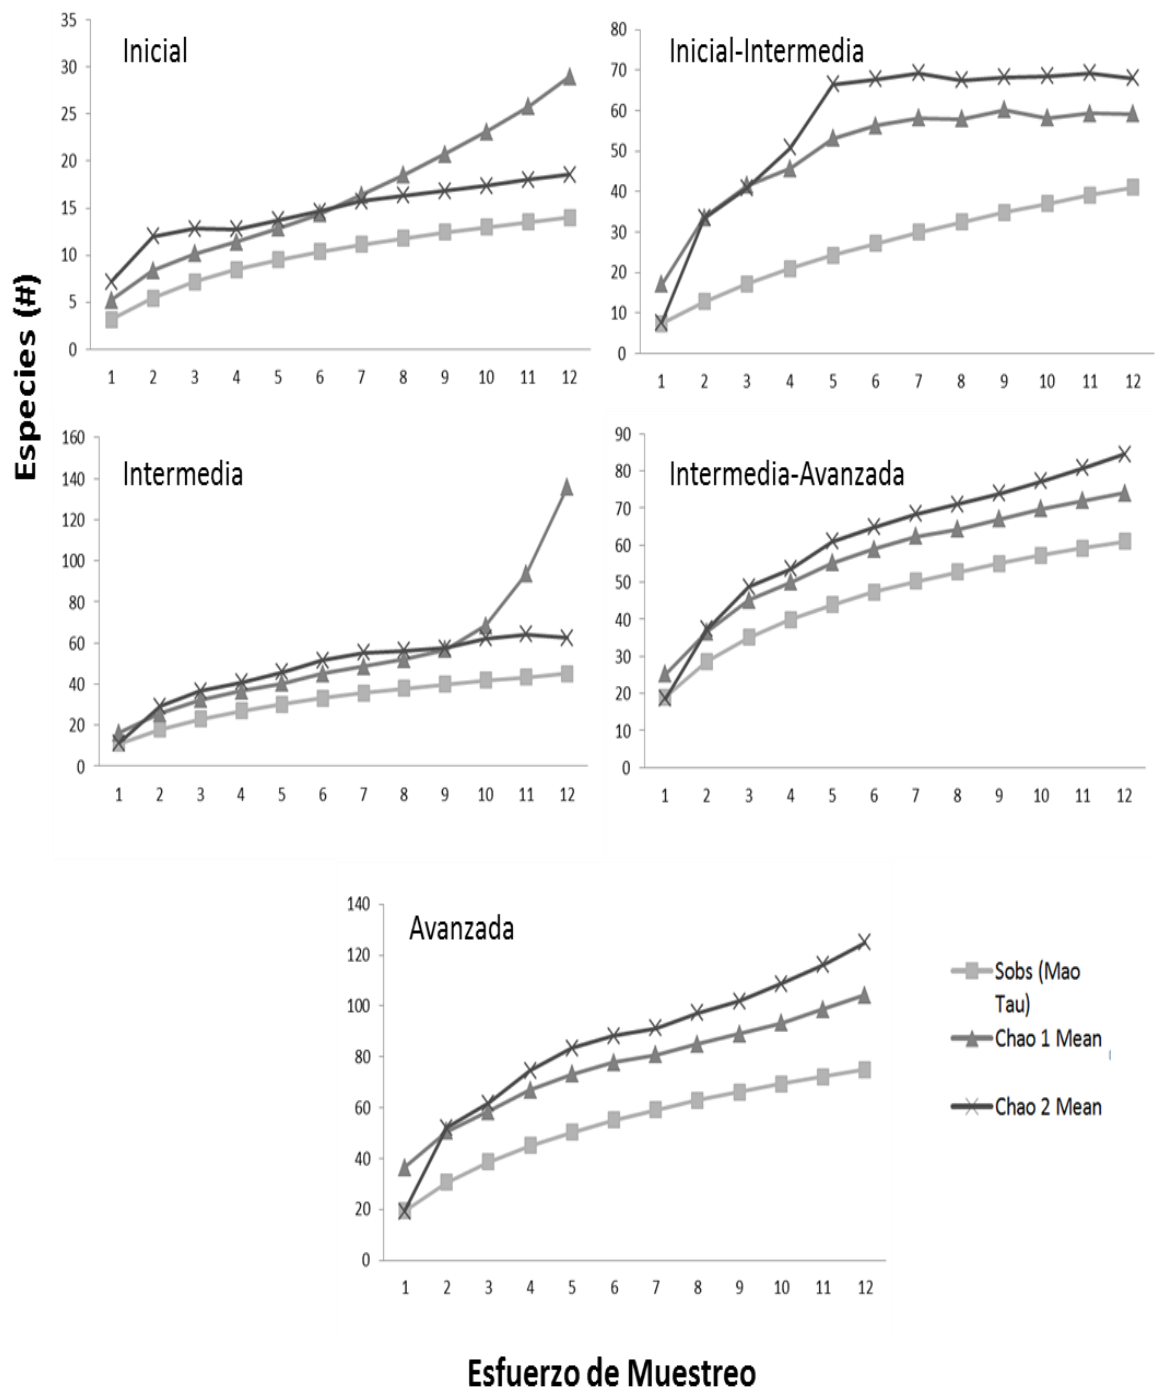 Especies (#)
Inicial
35
30
25
20
15
10
5
0
1 2 3 4 5 6 7 8 9 10 11 12
Inicial-Intermedia
80
70
60
50
40
30
20
10
0
1 2 3 4 5 6 7 8 9 10 11 12
Intermedia
160
140
120
100
80
60
40
20
0
1 2 3 4 5 6 7 8 9 10 11 12
Intermedia-Avanzada
90
80
70
60
50
40
30
20
10
0
1 2 3 4 5 6 7 8 9 10 11 12
Avanzada
140
120
100
80
60
40
20
0
1 2 3 4 5 6 7 8 9 10 11 12
Sobs (Mao
Tau)
Chao 1 Mean
Chao 2 Mean
Esfuerzo de Muestreo